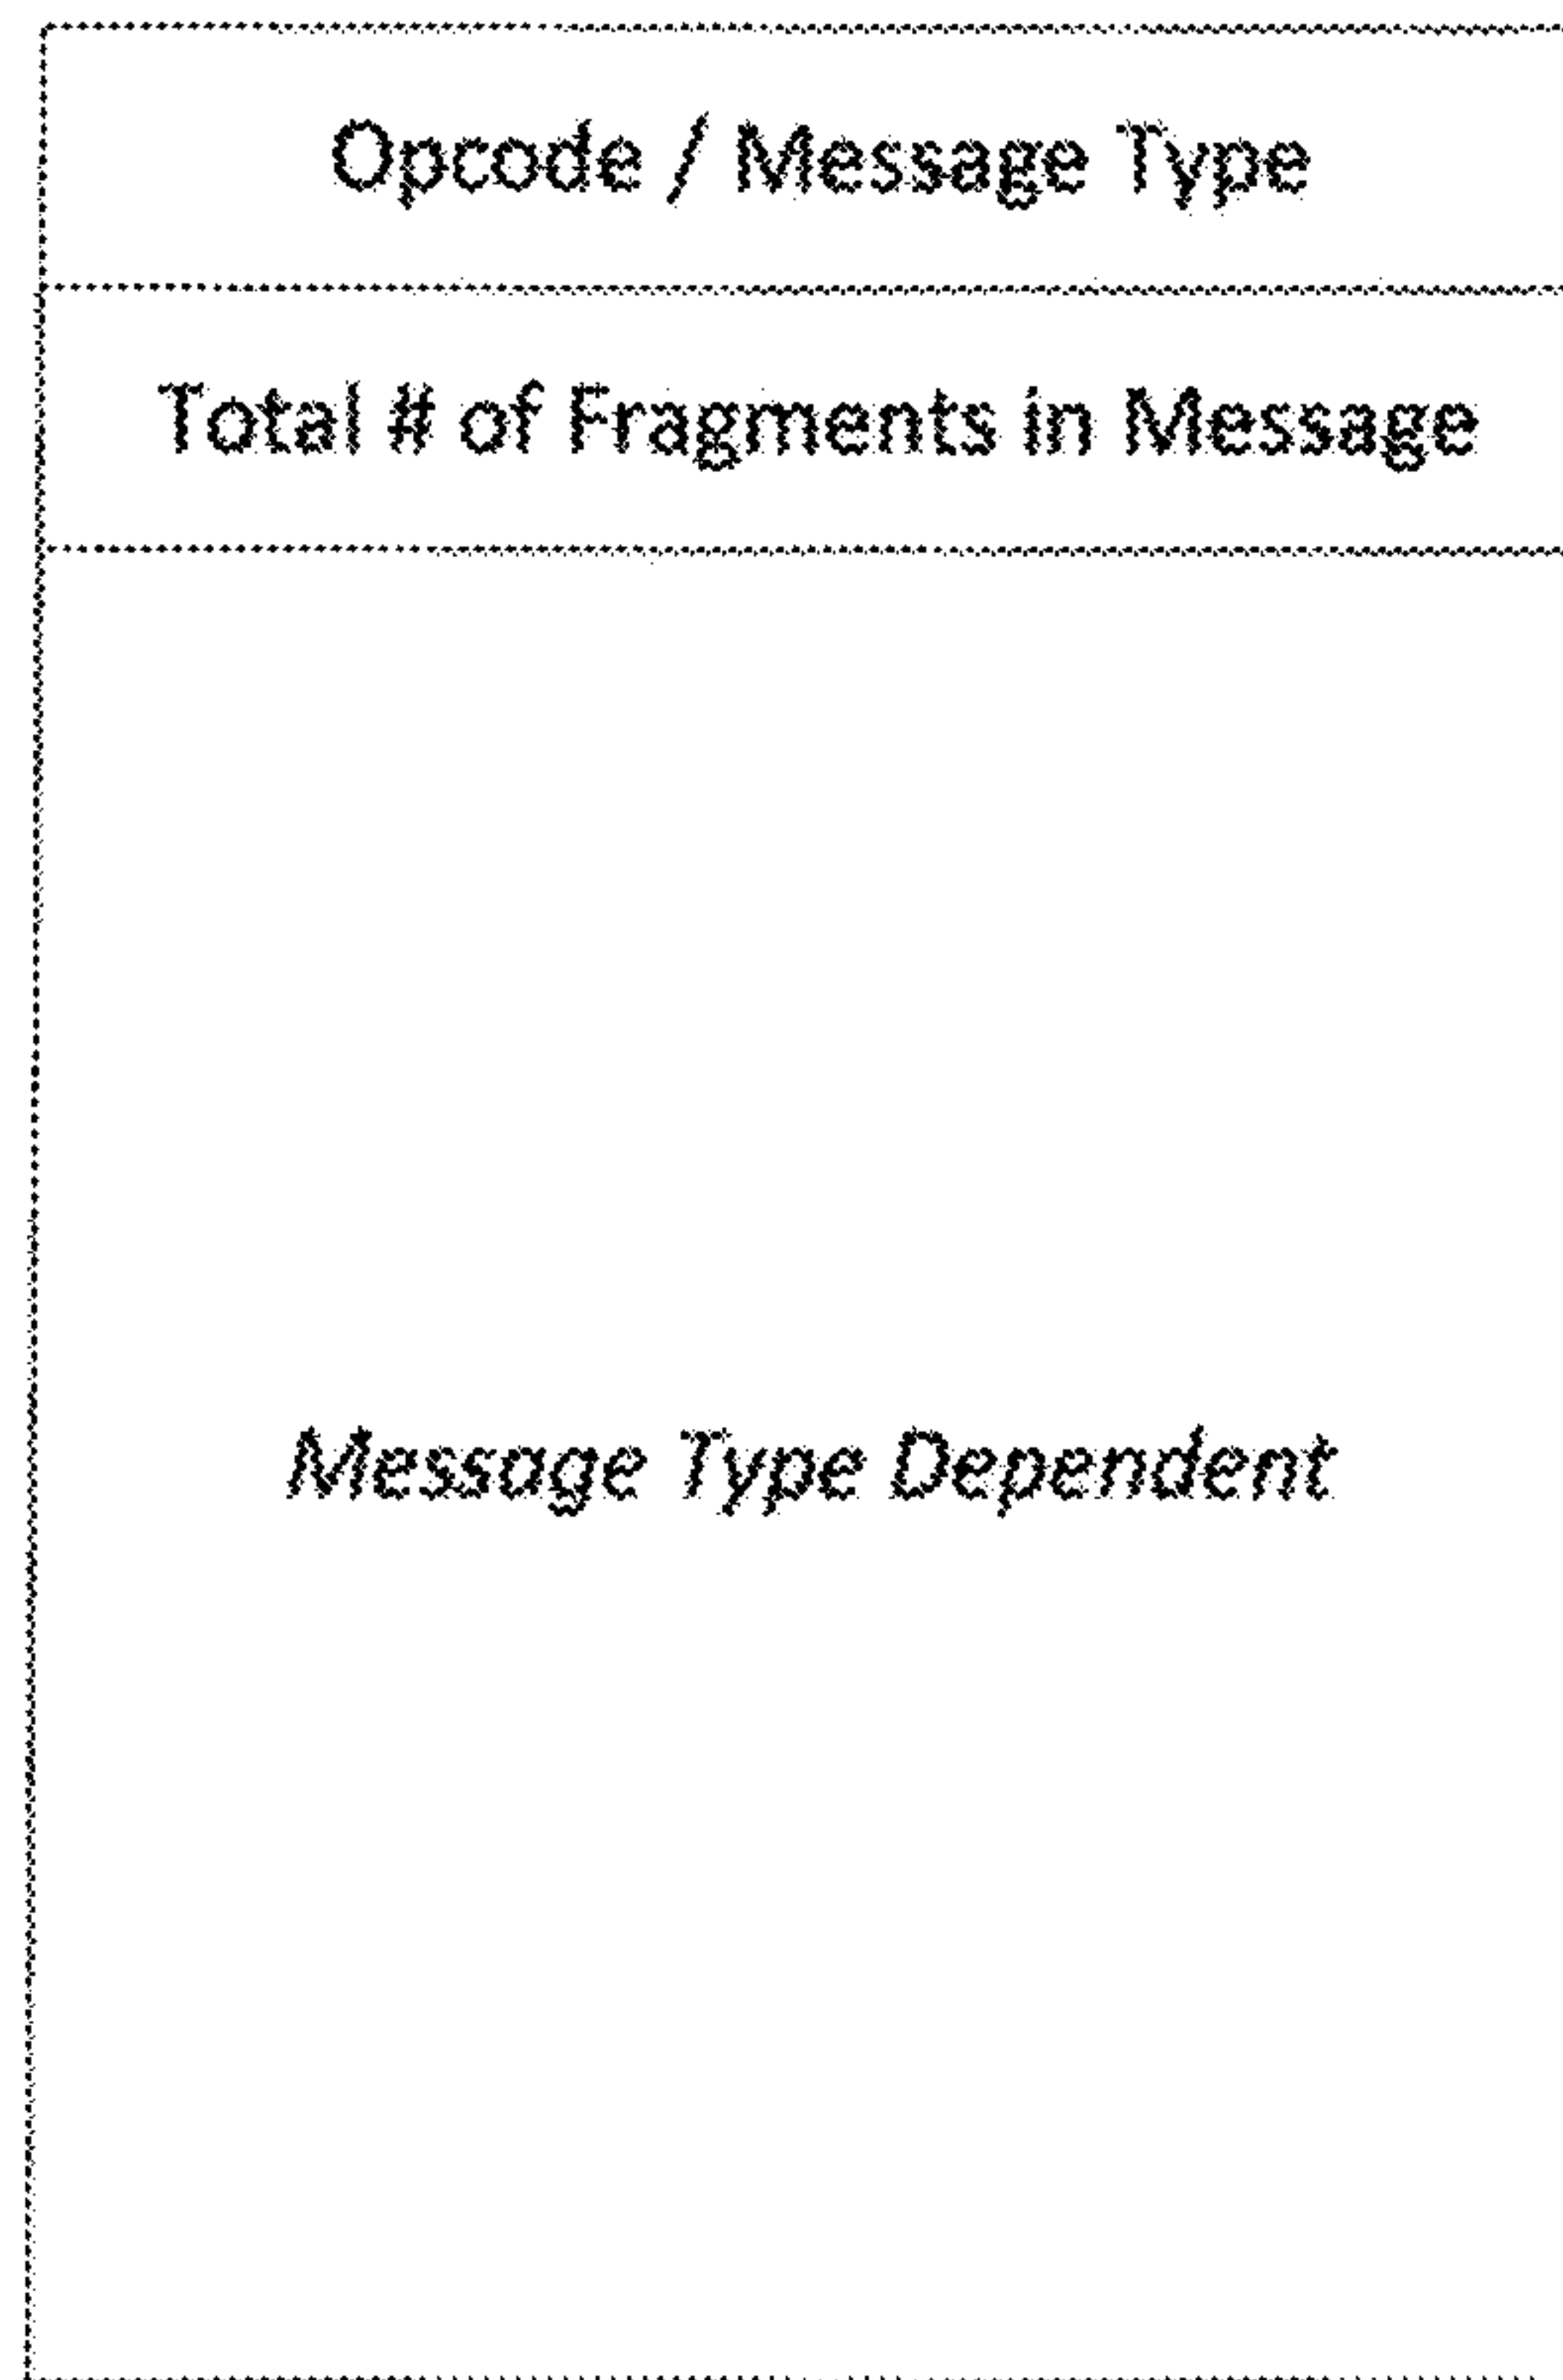 Opcode / Message Type
Total # of Fragments in Message
Message Type Dependent